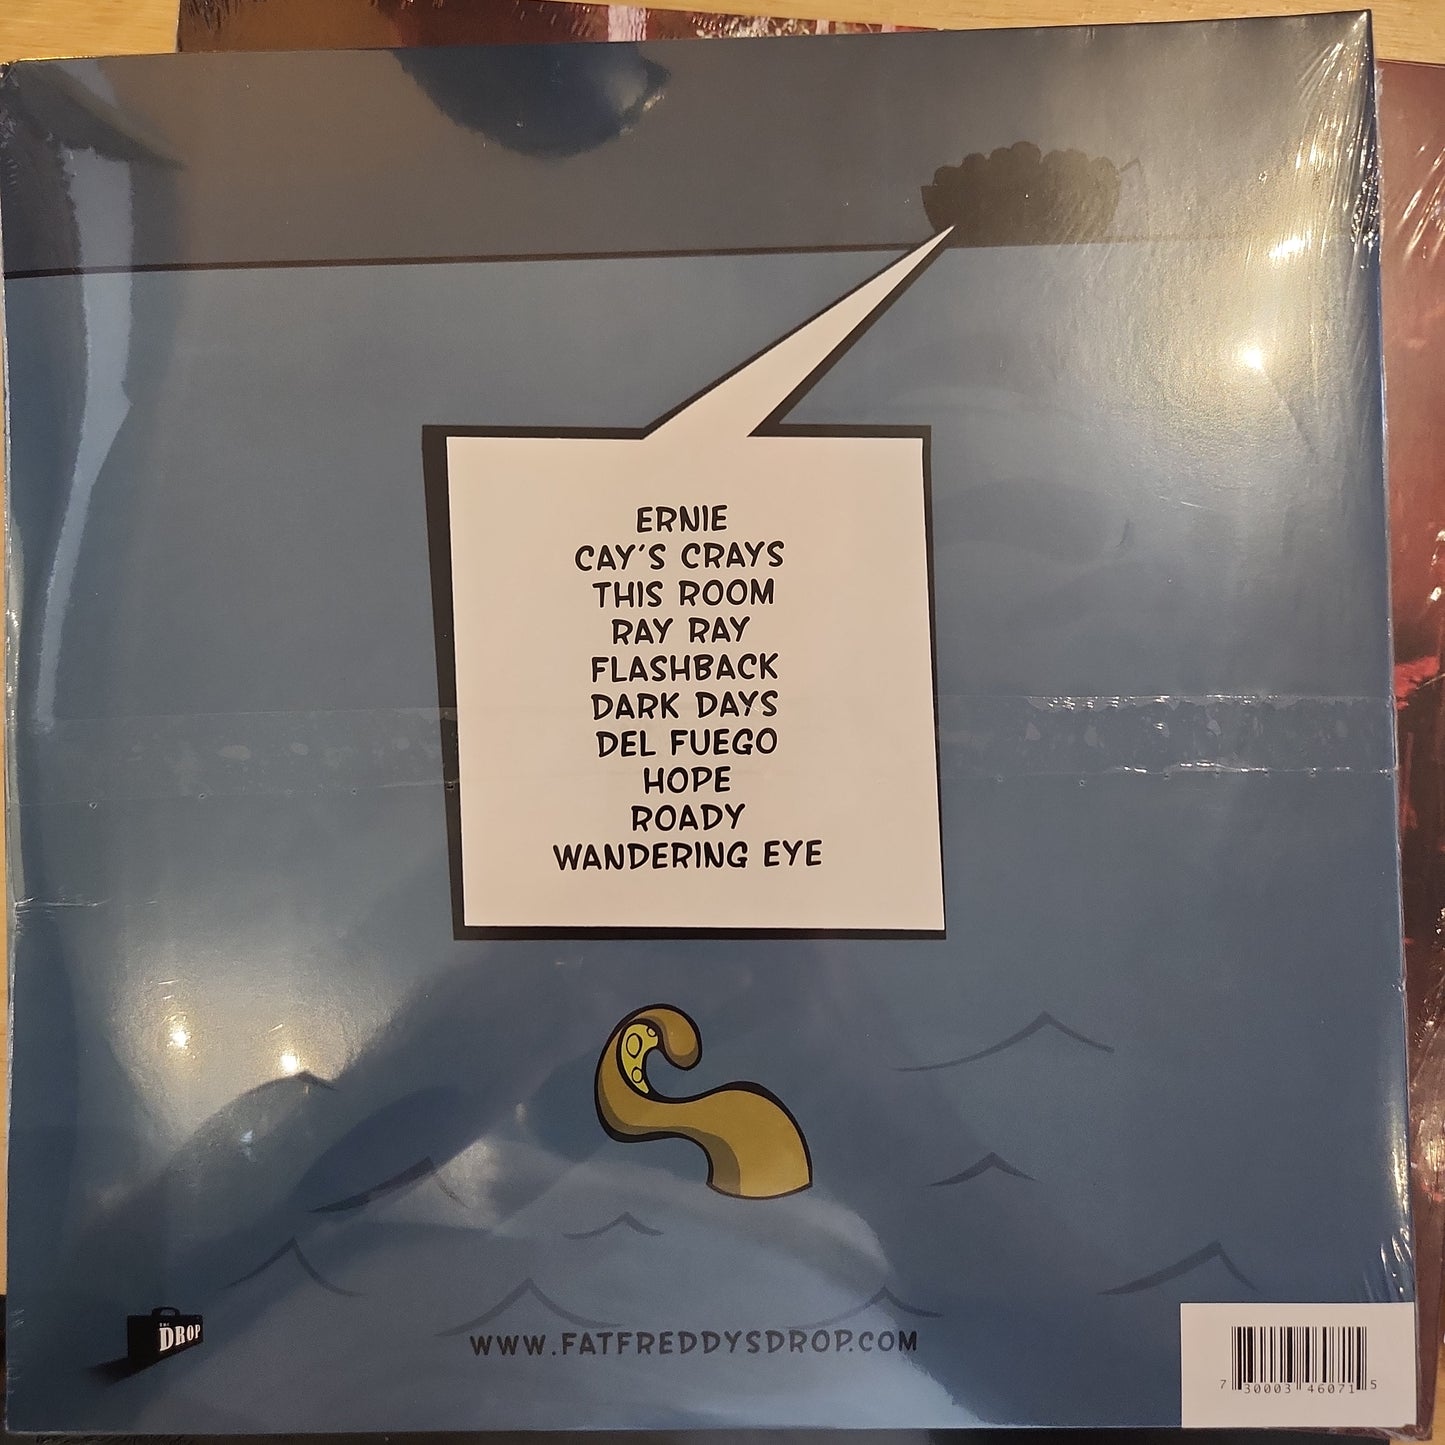 ERNIE
CAY'S CRAYS
THIS ROOM
RAY RAY
FLASHBACK
DARK DAYS
DEL FUEGO
HOPE
ROADY
WANDERING EYE
THE
DROP
WWW.FATFREDDYSDROP.COM
7 30003 46071 5